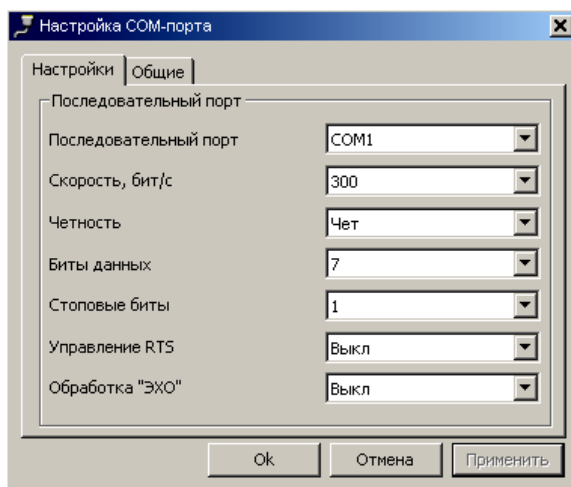 Настройка COM-порта
Настройки Общие
Последовательный порт
Последовательный порт COM1
Скорость, бит/с 300
Четность Чет
Биты данных 7
Стоповые биты 1
Управление RTS Выкл
Обработка "ЭХО" Выкл
Ok Отмена Применить